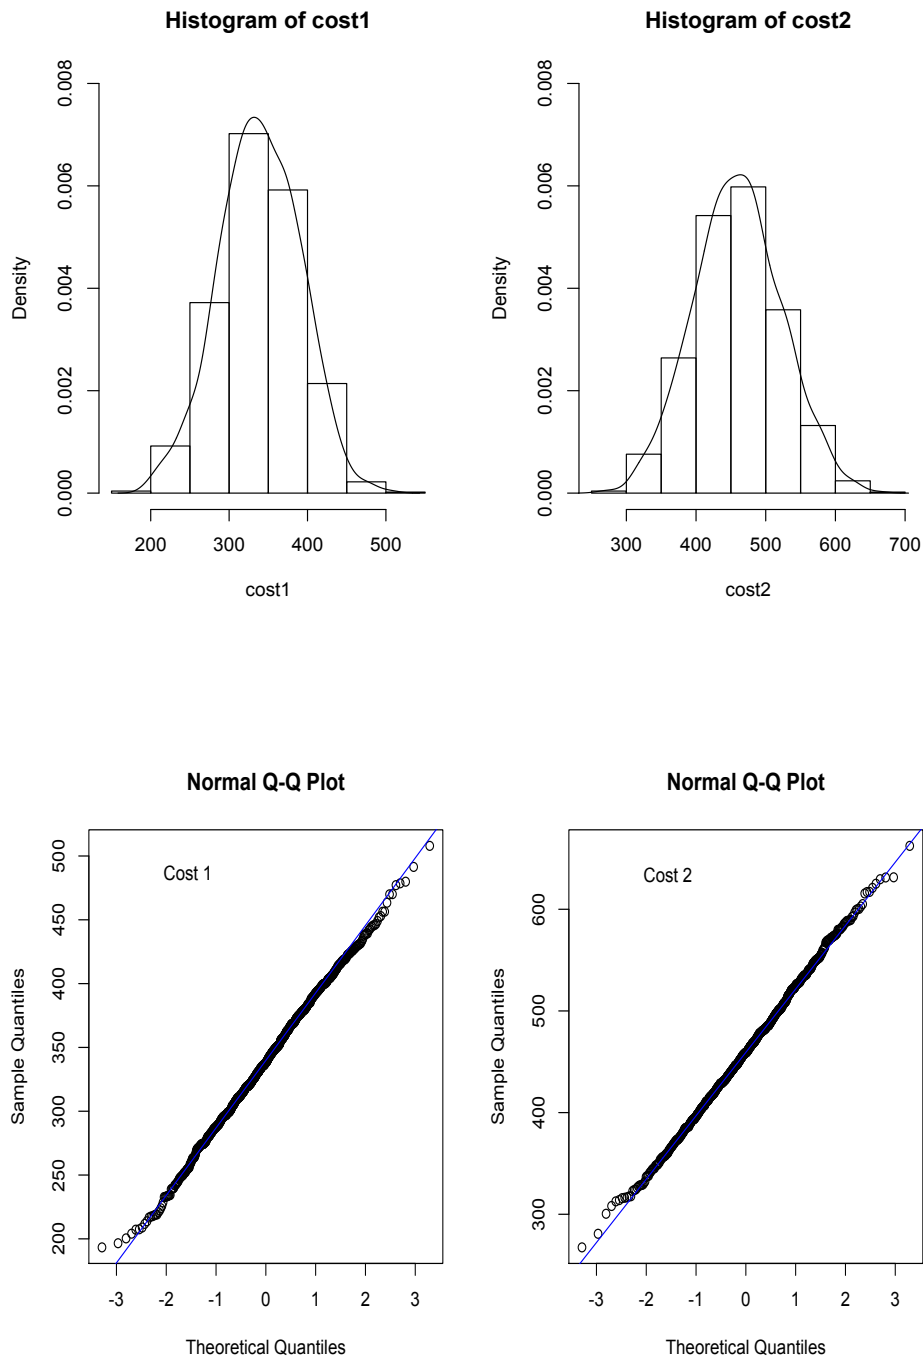 Histogram of cost1
Density
0.000 0.002 0.004 0.006 0.008
200 300 400 500
cost1
Histogram of cost2
Density
0.000 0.002 0.004 0.006 0.008
300 400 500 600 700
cost2
Normal Q-Q Plot
Cost 1
Sample Quantiles
200 250 300 350 400 450 500
-3 -2 -1 0 1 2 3
Theoretical Quantiles
Normal Q-Q Plot
Cost 2
Sample Quantiles
300 400 500 600
-3 -2 -1 0 1 2 3
Theoretical Quantiles